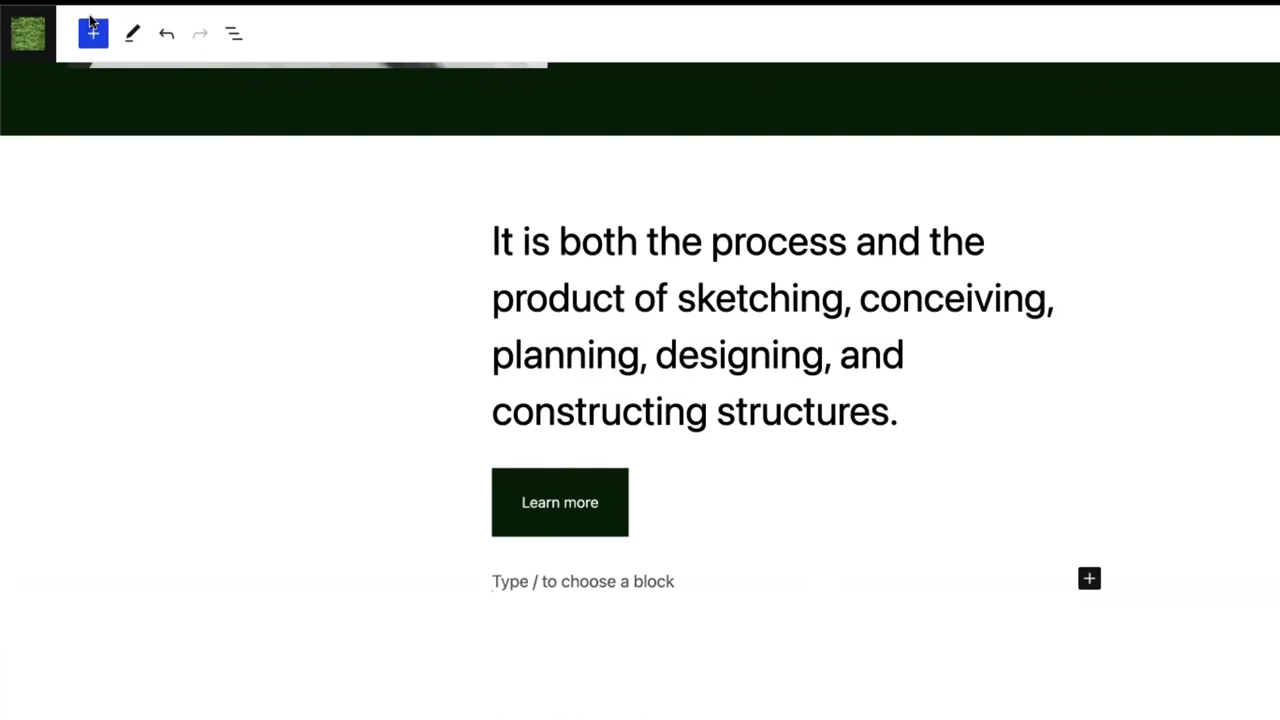 It is both the process and the
product of sketching, conceiving,
planning, designing, and
constructing structures.
Learn more
Type / to choose a block